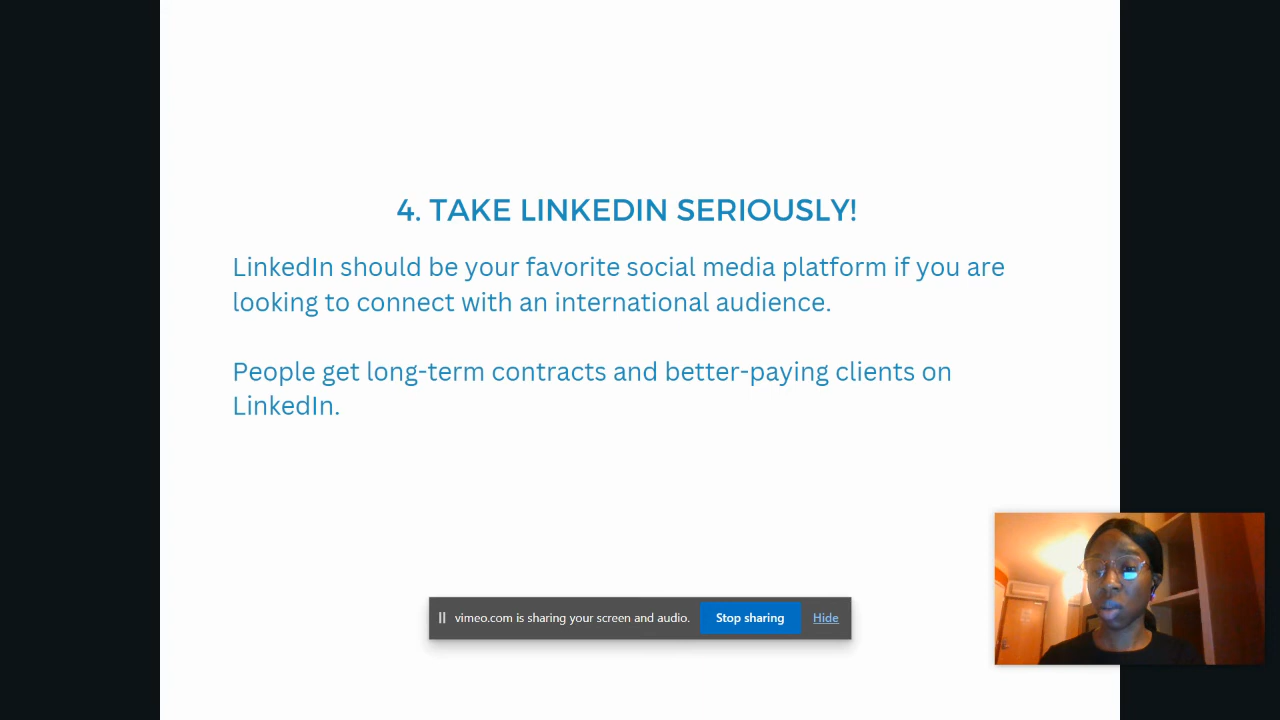 4. TAKE LINKEDIN SERIOUSLY!
LinkedIn should be your favorite social media platform if you are
looking to connect with an international audience.
People get long-term contracts and better-paying clients on
LinkedIn.
vimeo.com is sharing your screen and audio. Stop sharing Hide